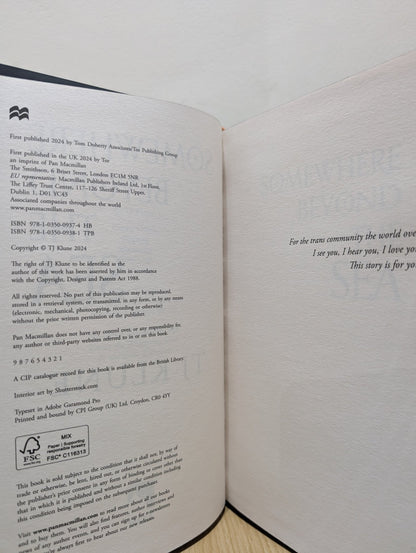 First published 2024 by Tom Doherty Associates/Tor Publishing Group
First published in the UK 2024 by Tor
an imprint of Pan Macmillan
The Smithson, 6 Briset Street, London EC1M 5NR
EU representative: Macmillan Publishers Ireland Ltd, 1st Floor,
The Liffey Trust Centre, 117–126 Sheriff Street Upper,
Dublin 1, D01 YC43
Associated companies throughout the world
www.panmacmillan.com
ISBN 978-1-0350-0937-4 HB
ISBN 978-1-0350-0938-1 TPB
Copyright © TJ Klune 2024
The right of TJ Klune to be identified as the
author of this work has been asserted by him in accordance
with the Copyright, Designs and Patents Act 1988.
All rights reserved. No part of this publication may be reproduced,
stored in a retrieval system, or transmitted, in any form, or by any means
(electronic, mechanical, photocopying, recording or otherwise)
without the prior written permission of the publisher.
Pan Macmillan does not have any control over, or any responsibility for,
any author or third-party websites referred to in or on this book.
9 8 7 6 5 4 3 2 1
A CIP catalogue record for this book is available from the British Library.
Interior art by Shutterstock.com
Typeset in Adobe Garamond Pro
Printed and bound by CPI Group (UK) Ltd, Croydon, CR0 4YY
FSC
www.fsc.org
MIX
Paper | Supporting
responsible forestry
FSC® C116313
This book is sold subject to the condition that it shall not, by way of
trade or otherwise, be lent, hired out, or otherwise circulated without
the publisher's prior consent in any form of binding or cover other than
that in which it is published and without a similar condition including
this condition being imposed on the subsequent purchaser.
Visit www.panmacmillan.com to read more about all our books
and to buy them. You will also find features, author interviews and
news of any author events, and you can sign up for e-newsletters
always first to hear about our new releases.
For the trans community the world over
I see you, I hear you, I love you
This story is for yo